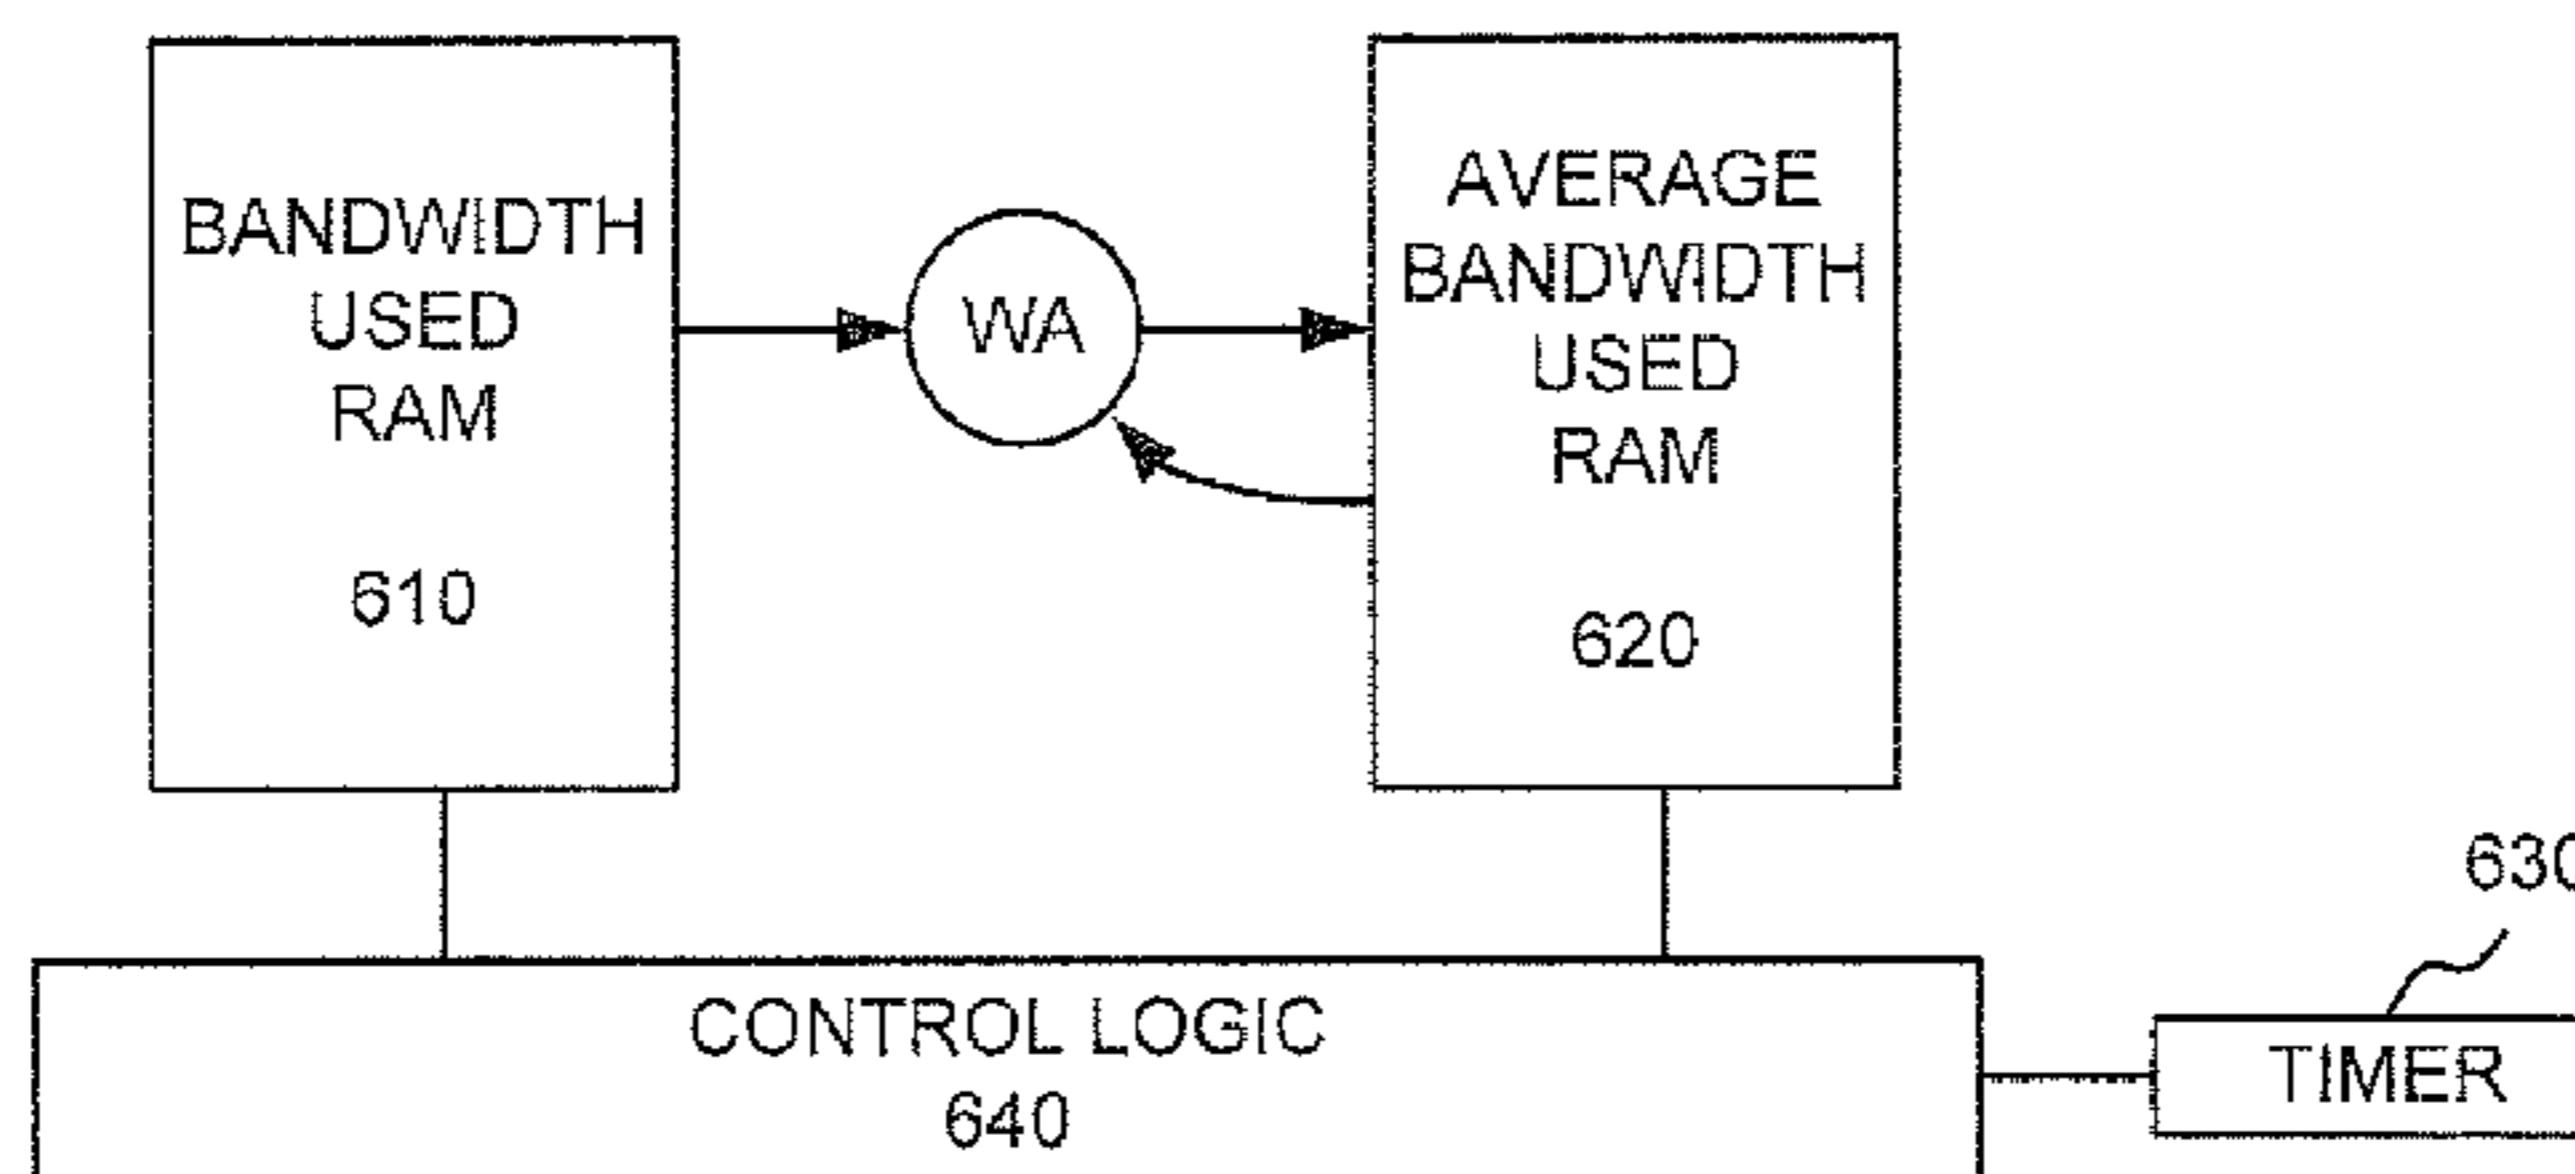 BANDWIDTH
USED
RAM
610
WA
AVERAGE
BANDWIDTH
USED
RAM
620
630
CONTROL LOGIC
640
TIMER